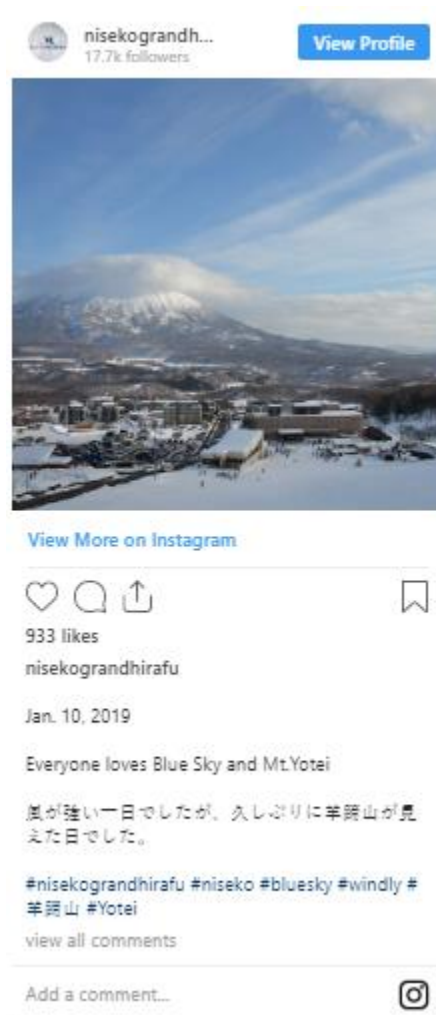 nisekograndh...
17.7k followers
View Profile
View More on Instagram
933 likes
nisekograndhirafu
Jan. 10, 2019
Everyone loves Blue Sky and Mt.Yotei
風が強い一日でしたが、久しぶりに羊蹄山が見
えた日でした。
#nisekograndhirafu #niseko #bluesky #windly #
羊蹄山 #Yotei
view all comments
Add a comment...